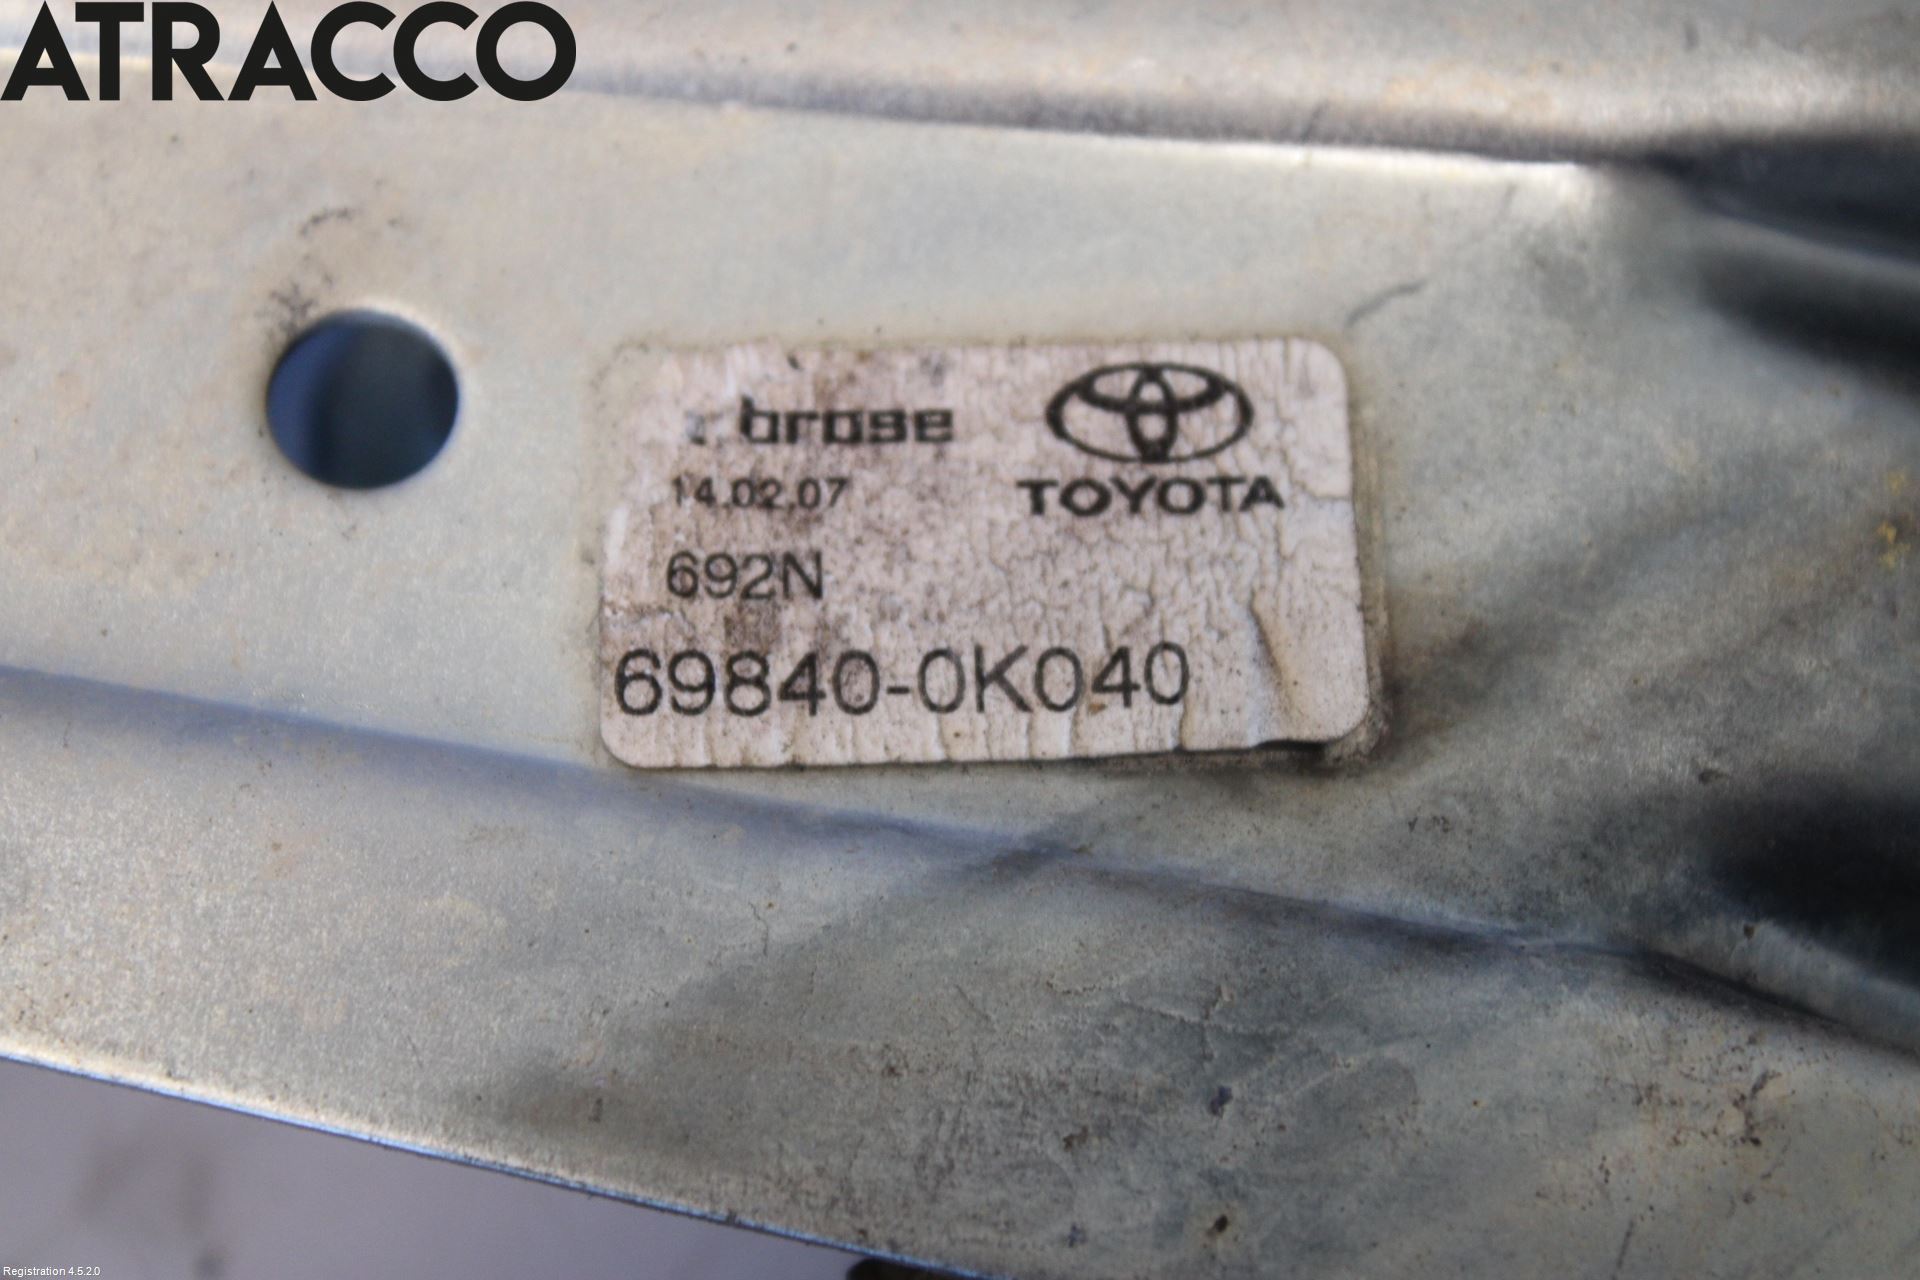 ATRACCO
brose
14.02.07
TOYOTA
692N
69840-0K040
Registration 4.5.2.0